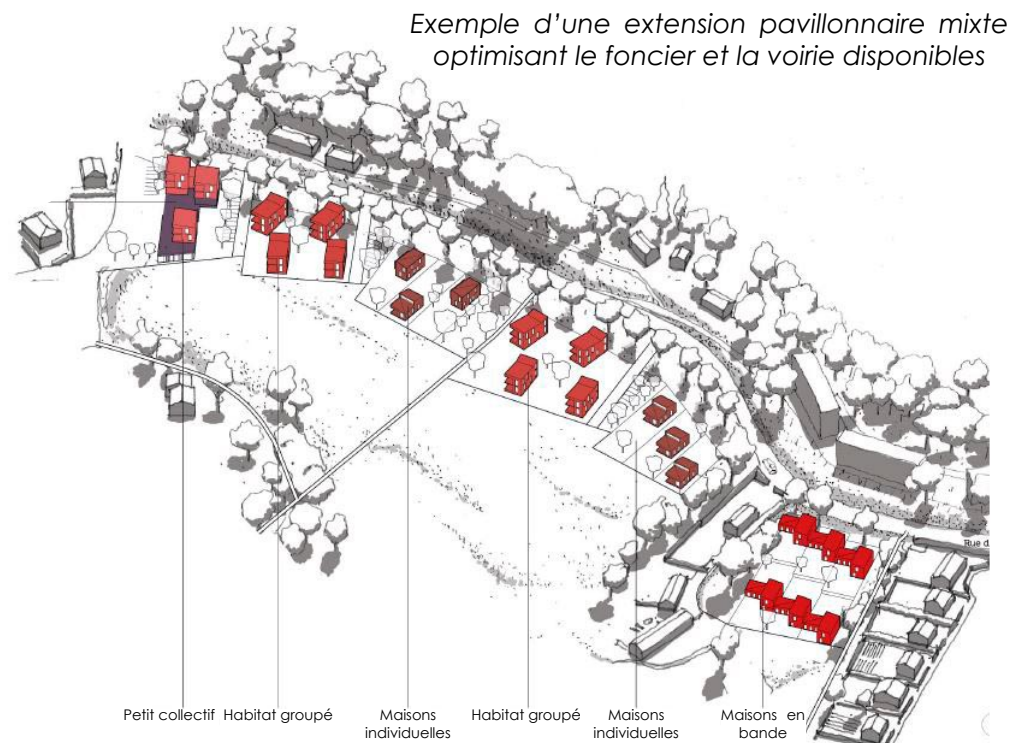 Exemple d'une extension pavillonnaire mixte
optimisant le foncier et la voirie disponibles
Rue d
Petit collectif
Habitat groupé
Maisons
individuelles
Habitat groupé
Maisons
individuelles
Maisons en
bande